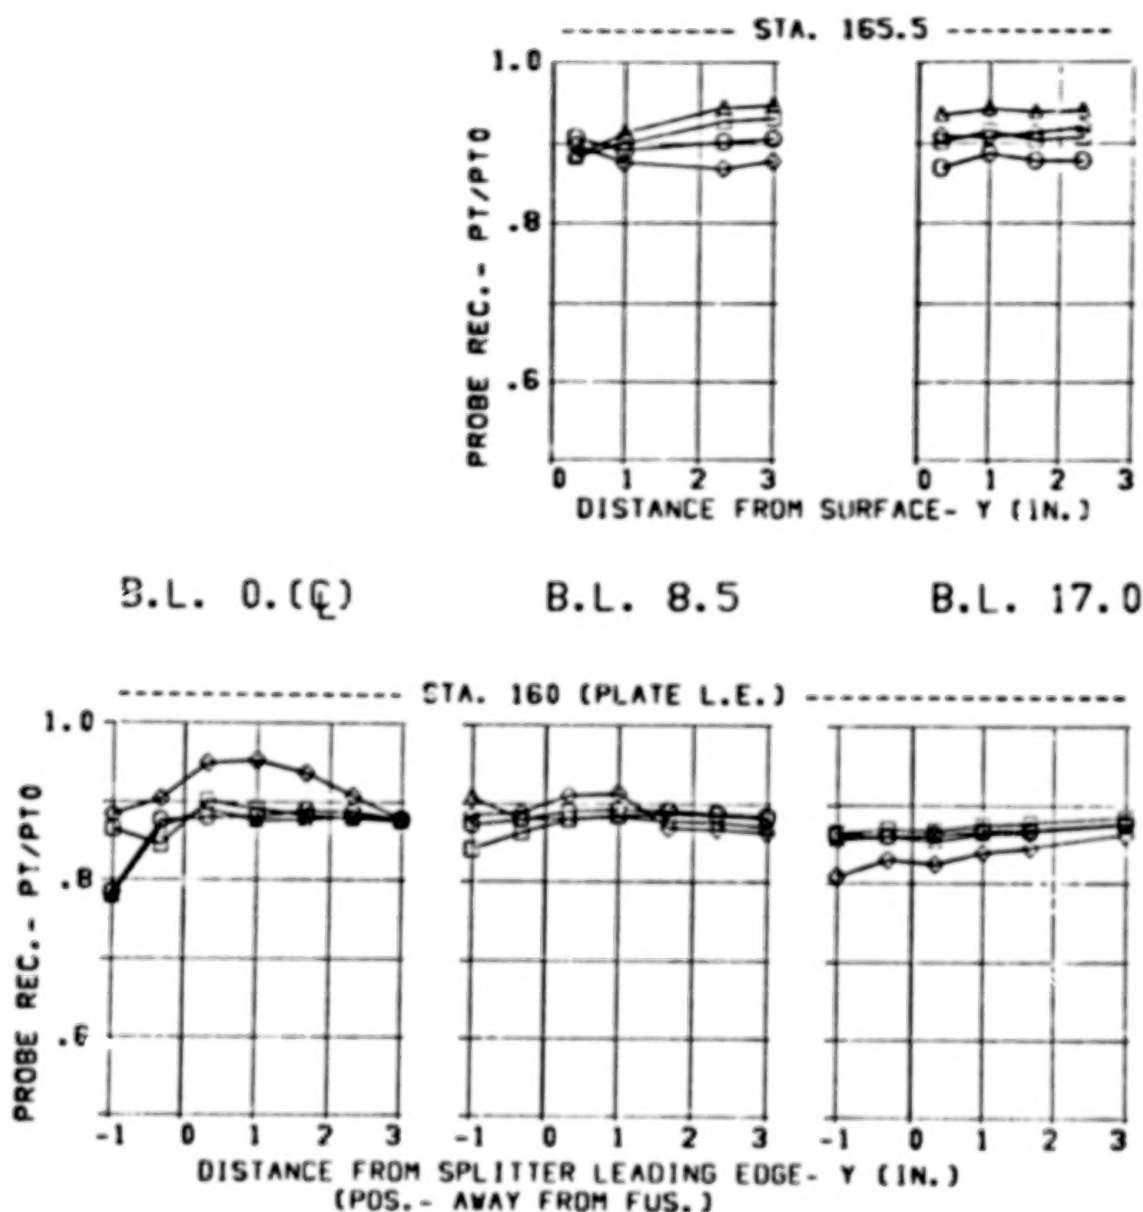 STA. 165.5
1.0
.8
.6
PROBE REC.- PT/PTO
0 1 2 3 0 1 2 3
DISTANCE FROM SURFACE- Y (IN.)
B.L. 0.(℄) B.L. 8.5 B.L. 17.0
STA. 160 (PLATE L.E.)
1.0
.8
.6
PROBE REC.- PT/PTO
-1 0 1 2 3 -1 0 1 2 3 -1 0 1 2 3
DISTANCE FROM SPLITTER LEADING EDGE- Y (IN.)
(POS.- AWAY FROM FUS.)